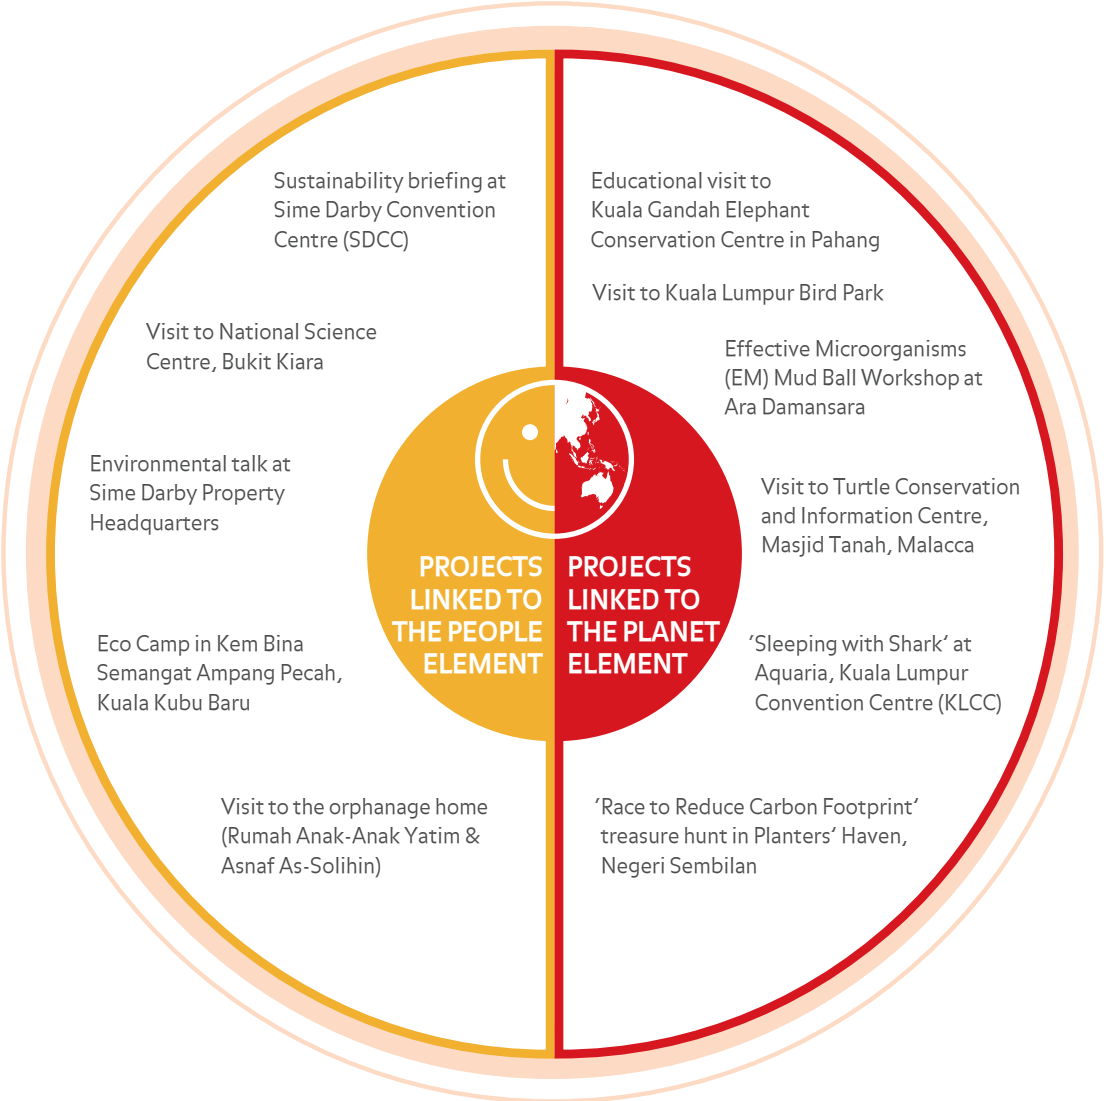 Sustainability briefing at
Sime Darby Convention
Centre (SDCC)
Visit to National Science
Centre, Bukit Kiara
Environmental talk at
Sime Darby Property
Headquarters
Eco Camp in Kem Bina
Semangat Ampang Pecah,
Kuala Kubu Baru
Visit to the orphanage home
(Rumah Anak-Anak Yatim &
Asnaf As-Solihin)
PROJECTS
LINKED TO
THE PEOPLE
ELEMENT
PROJECTS
LINKED TO
THE PLANET
ELEMENT
Educational visit to
Kuala Gandah Elephant
Conservation Centre in Pahang
Visit to Kuala Lumpur Bird Park
Effective Microorganisms
(EM) Mud Ball Workshop at
Ara Damansara
Visit to Turtle Conservation
and Information Centre,
Masjid Tanah, Malacca
‘Sleeping with Shark‘ at
Aquaria, Kuala Lumpur
Convention Centre (KLCC)
‘Race to Reduce Carbon Footprint‘
treasure hunt in Planters‘ Haven,
Negeri Sembilan